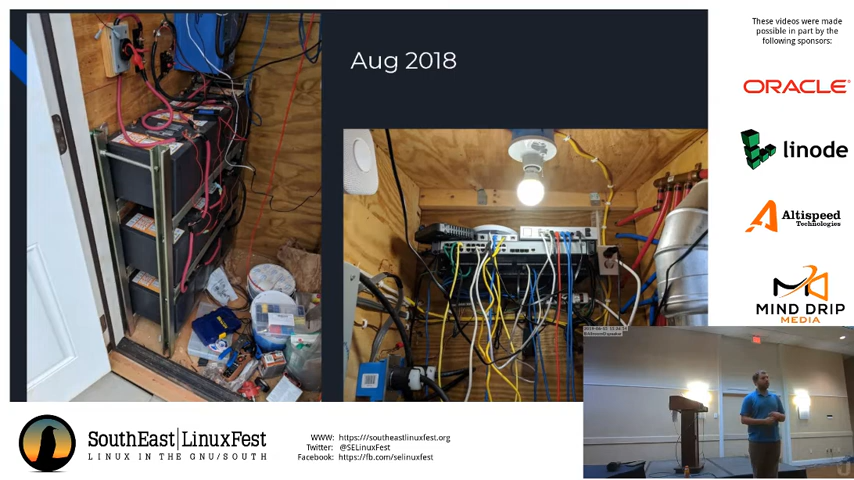 These videos were made
possible in part by the
following sponsors:
Aug 2018
ORACLE
linode
Altispeed
Technologies
MIND DRIP
MEDIA
SouthEast|LinuxFest
LINUX IN THE GNU/SOUTH
WWW: https://southeastlinuxfest.org
Twitter: @SELinuxFest
Facebook: https://fb.com/selinuxfest